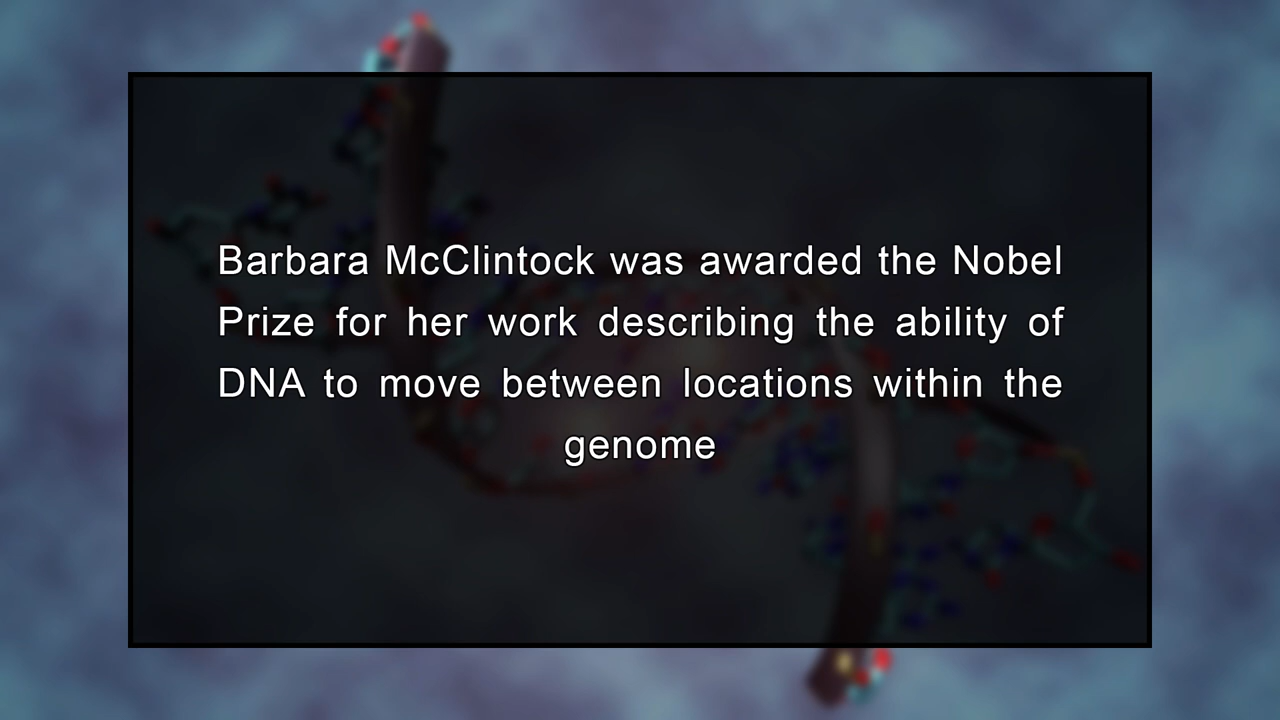 Barbara McClintock was awarded the Nobel
Prize for her work describing the ability of
DNA to move between locations within the
genome